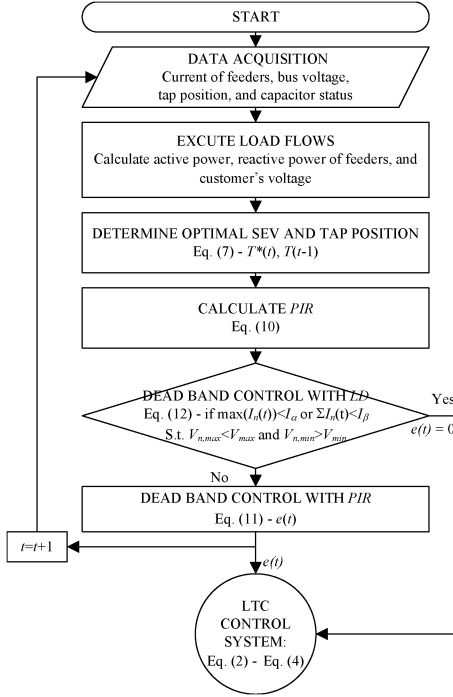 START
DATA ACQUISITION
Current of feeders, bus voltage,
tap position, and capacitor status
EXCUTE LOAD FLOWS
Calculate active power, reactive power of feeders, and
customer's voltage
DETERMINE OPTIMAL SEV AND TAP POSITION
Eq. (7) - T*(t), T(t-1)
CALCULATE PIR
Eq. (10)
DEAD BAND CONTROL WITH LD
Eq. (12) - if max(Iₙ(t))<Iα or ΣIₙ(t)<Iβ
S.t. Vn,max<Vmax and Vn,min>Vmin
Yes
e(t) = 0
No
DEAD BAND CONTROL WITH PIR
Eq. (11) - e(t)
t=t+1
e(t)
LTC
CONTROL
SYSTEM:
Eq. (2) - Eq. (4)